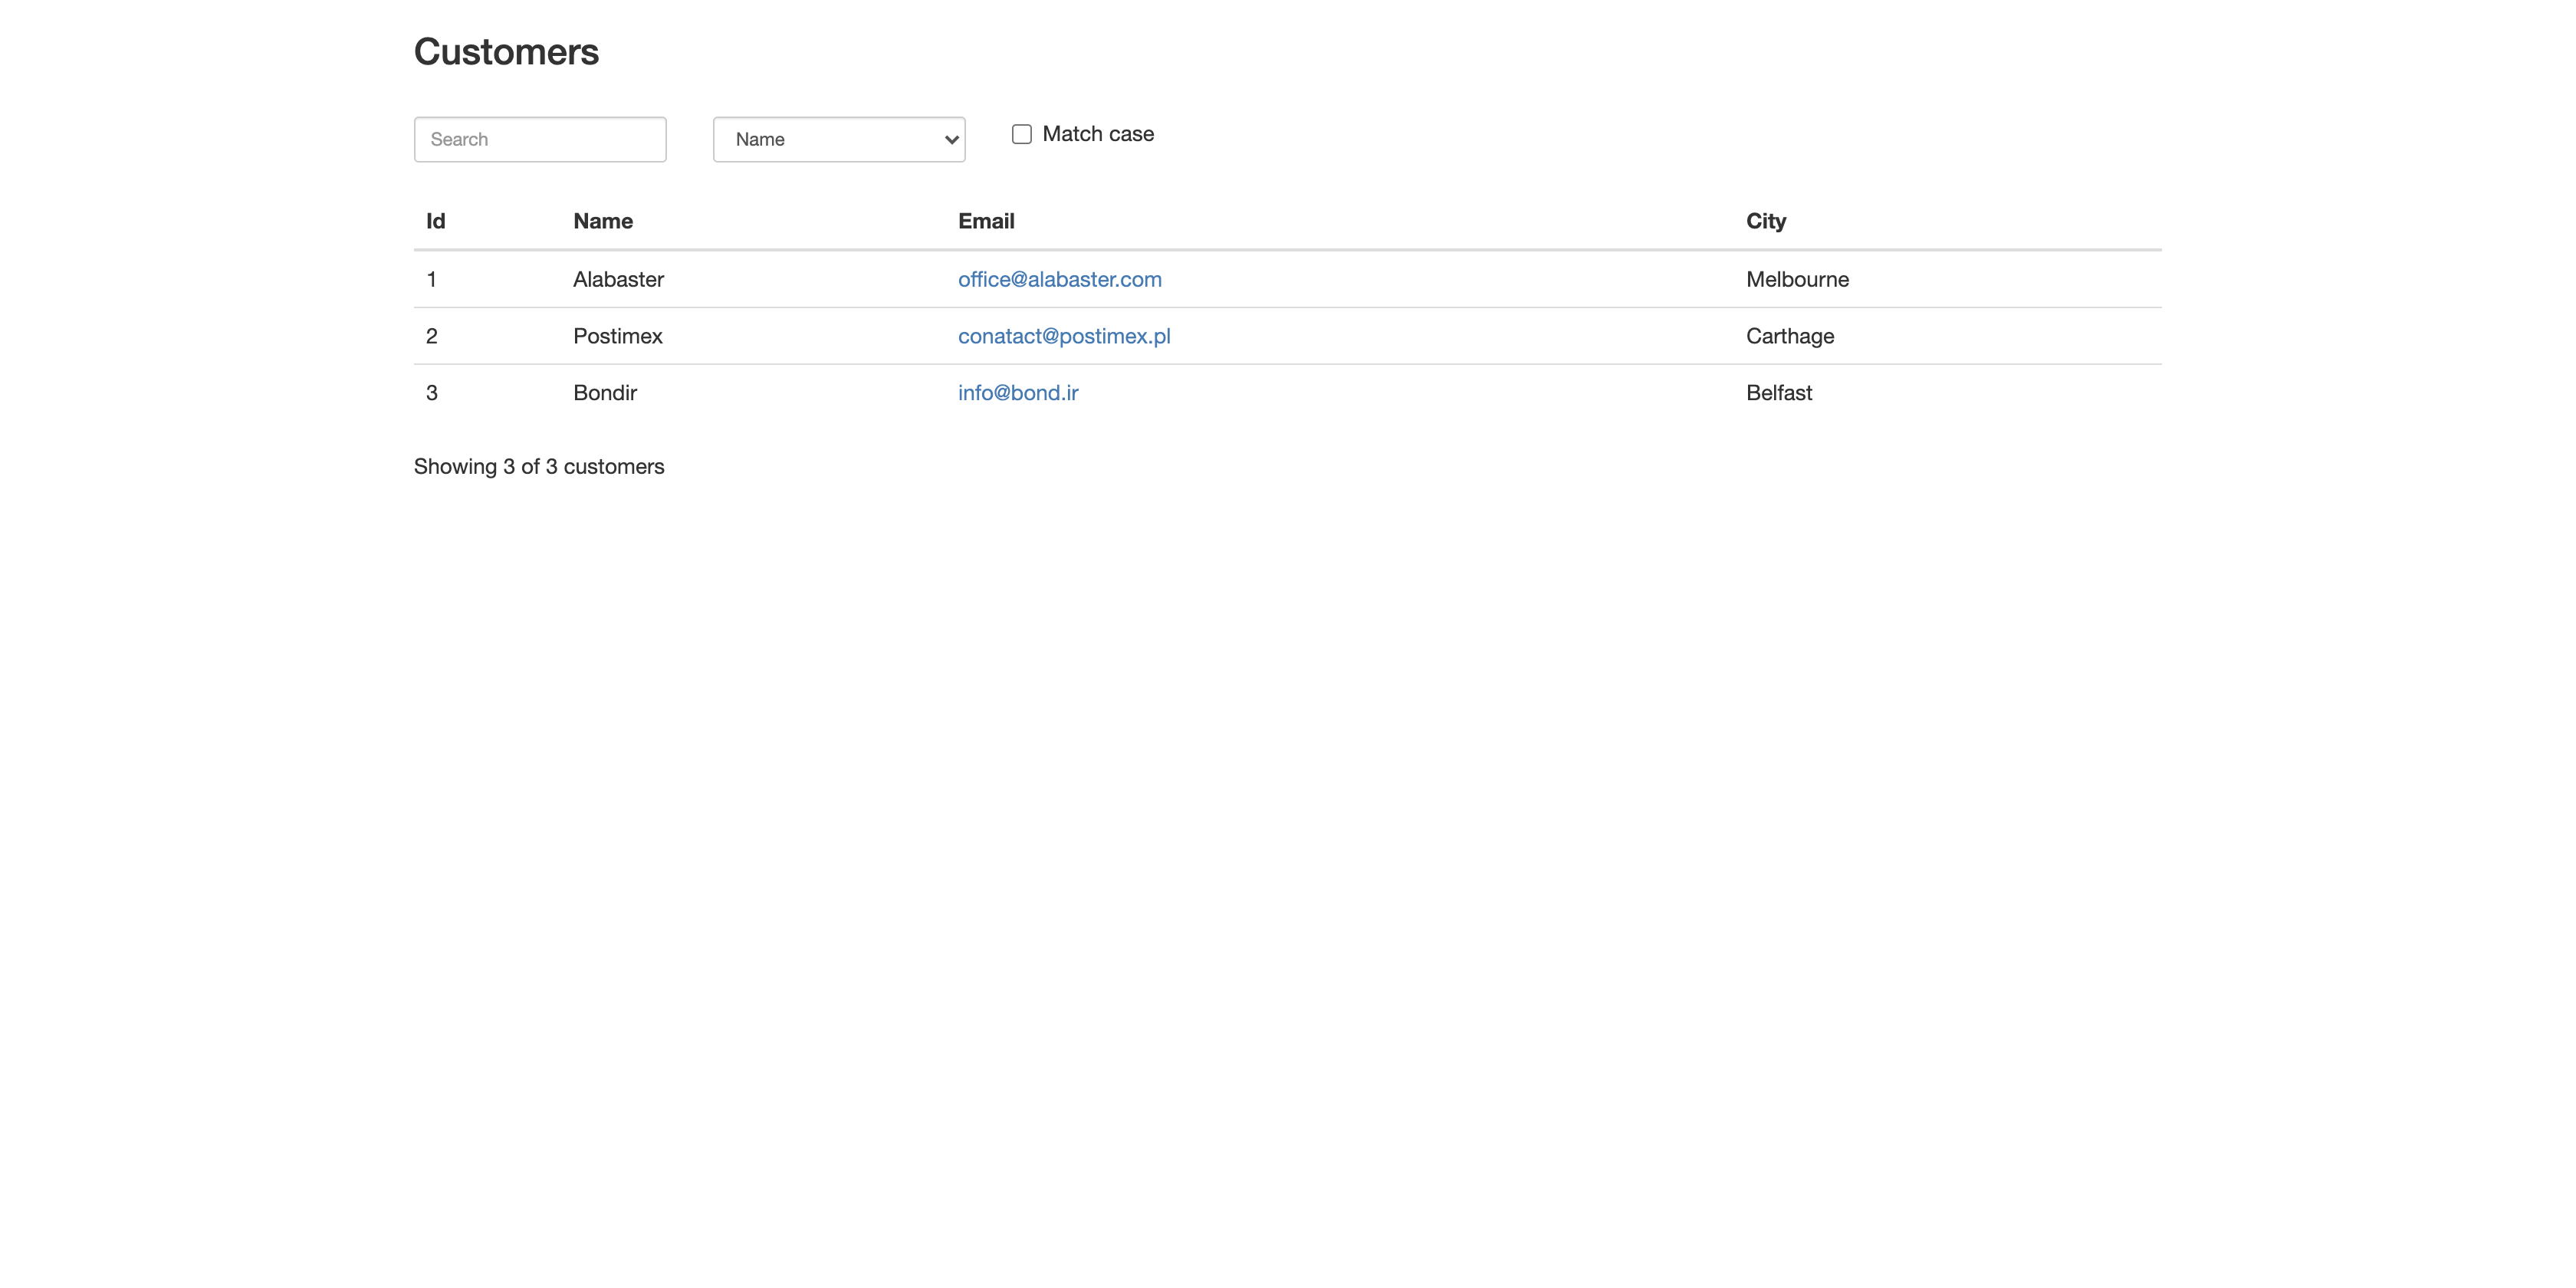 Customers
Search Name Match case
Id Name Email City
1 Alabaster office@alabaster.com Melbourne
2 Postimex conatact@postimex.pl Carthage
3 Bondir info@bond.ir Belfast
Showing 3 of 3 customers